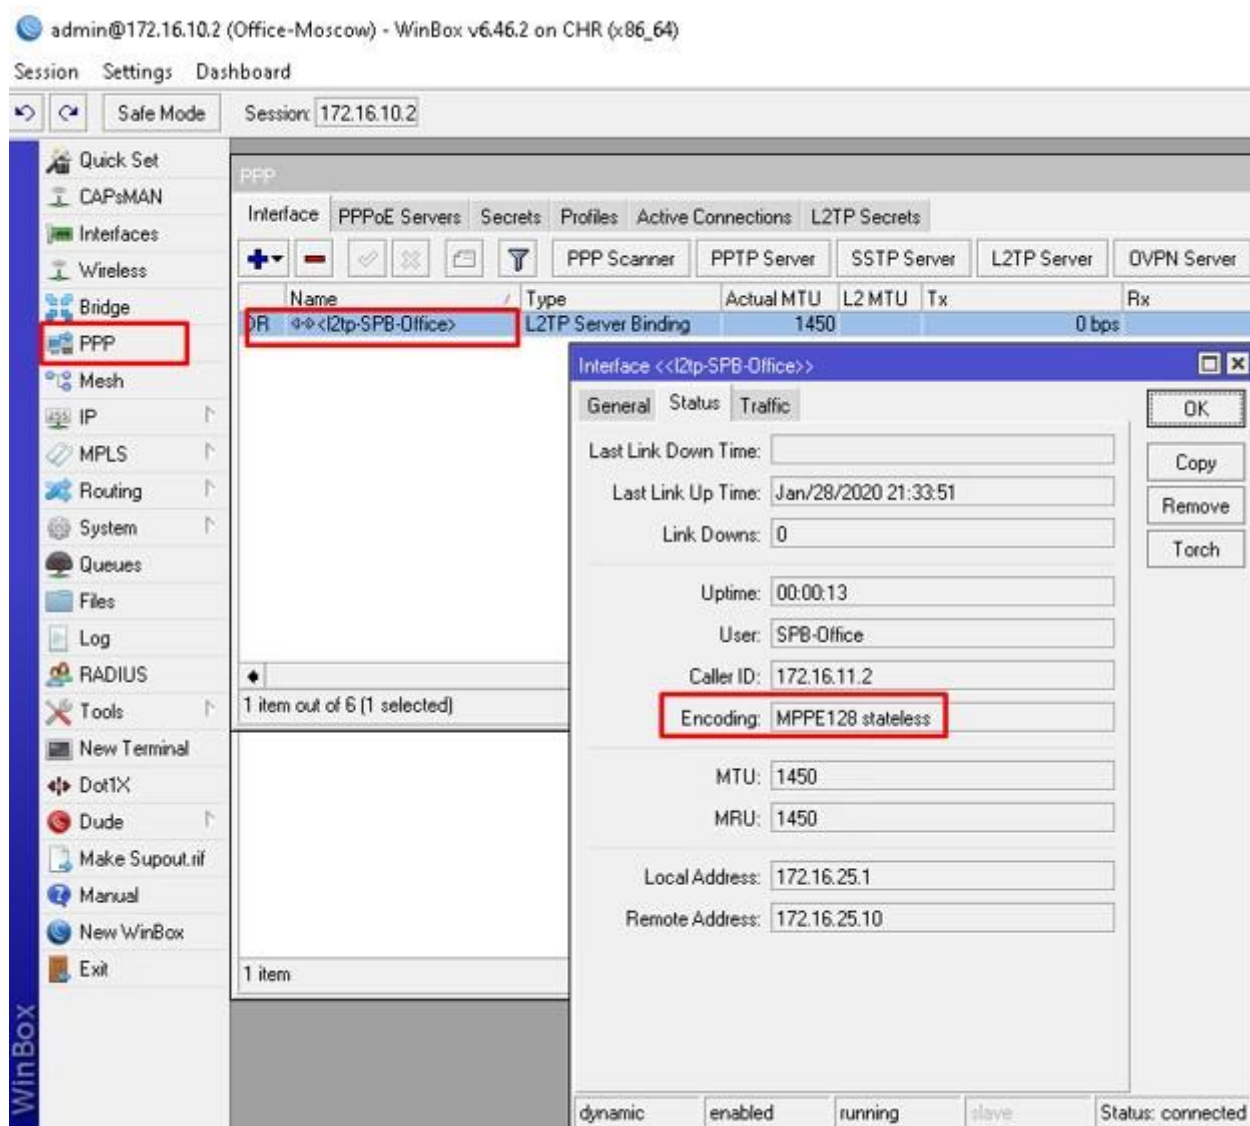 admin@172.16.10.2 (Office-Moscow) - WinBox v6.46.2 on CHR (x86_64)
Session Settings Dashboard
Safe Mode Session: 172.16.10.2
Quick Set
CAPsMAN
Interfaces
Wireless
Bridge
PPP
Mesh
IP
MPLS
Routing
System
Queues
Files
Log
RADIUS
Tools
New Terminal
Dot1X
Dude
Make Supout.rif
Manual
New WinBox
Exit
WinBox
PPP
Interface PPPoE Servers Secrets Profiles Active Connections L2TP Secrets
PPP Scanner PPTP Server SSTP Server L2TP Server OVPN Server
Name Type Actual MTU L2 MTU Tx Rx
DR <l2tp-SPB-Office> L2TP Server Binding 1450 0 bps
1 item out of 6 (1 selected)
1 item
Interface <<l2tp-SPB-Office>>
General Status Traffic
Last Link Down Time:
Last Link Up Time: Jan/28/2020 21:33:51
Link Downs: 0
Uptime: 00:00:13
User: SPB-Office
Caller ID: 172.16.11.2
Encoding: MPPE128 stateless
MTU: 1450
MRU: 1450
Local Address: 172.16.25.1
Remote Address: 172.16.25.10
OK
Copy
Remove
Torch
dynamic enabled running slave Status: connected